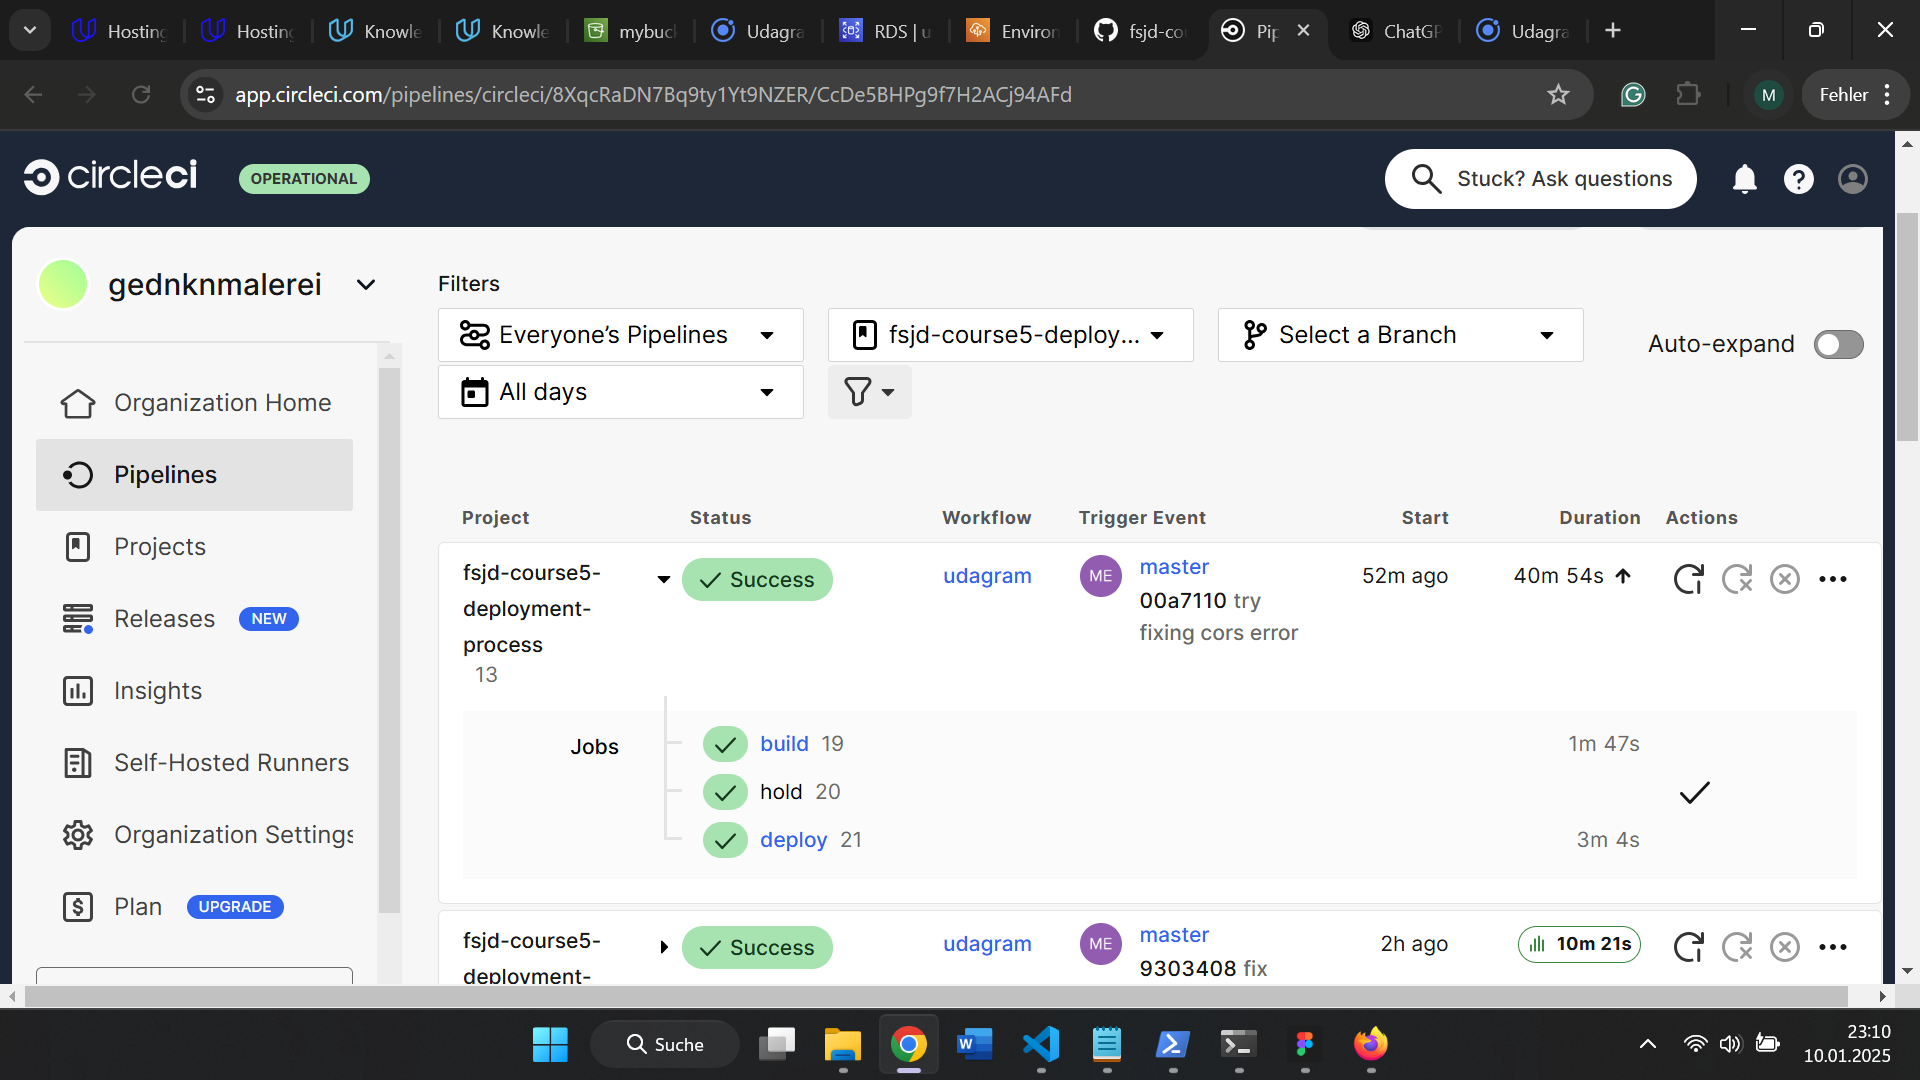 Hosting
Hosting
Knowle
Knowle
mybuck
Udagra
RDS | u
Environ
fsjd-co
Pip
ChatGP
Udagra
app.circleci.com/pipelines/circleci/8XqcRaDN7Bq9ty1Yt9NZER/CcDe5BHPg9f7H2ACj94AFd
M
Fehler
circleci
OPERATIONAL
Stuck? Ask questions
gednknmalerei
Organization Home
Pipelines
Projects
Releases NEW
Insights
Self-Hosted Runners
Organization Settings
Plan UPGRADE
Filters
Everyone’s Pipelines
fsjd-course5-deploy...
Select a Branch
Auto-expand
All days
Project Status Workflow Trigger Event Start Duration Actions
fsjd-course5-
deployment-
process
13
Success
udagram
ME
master
00a7110 try
fixing cors error
52m ago
40m 54s
Jobs
build 19 1m 47s
hold 20
deploy 21 3m 4s
fsjd-course5-
deployment-
Success
udagram
ME
master
9303408 fix
2h ago
10m 21s
Suche
23:10
10.01.2025